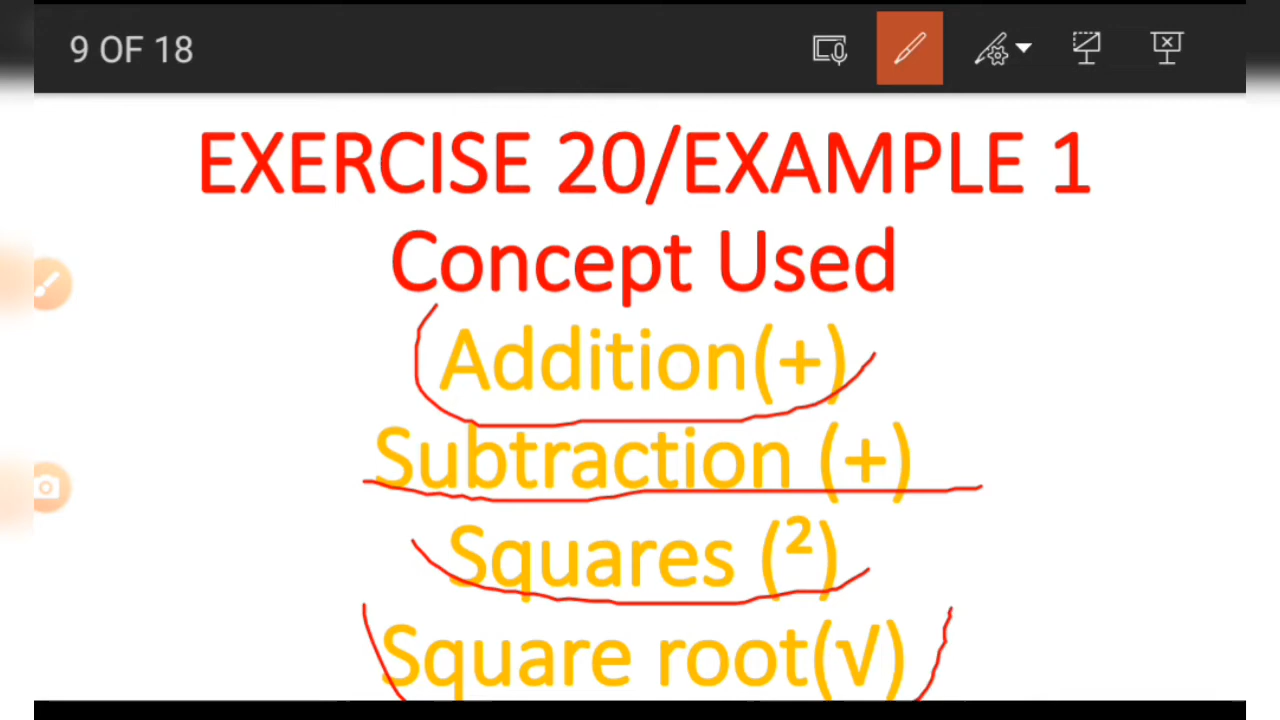 9 OF 18
EXERCISE 20/EXAMPLE 1
Concept Used
Addition(+)
Subtraction (+)
Squares (²)
Square root(√)